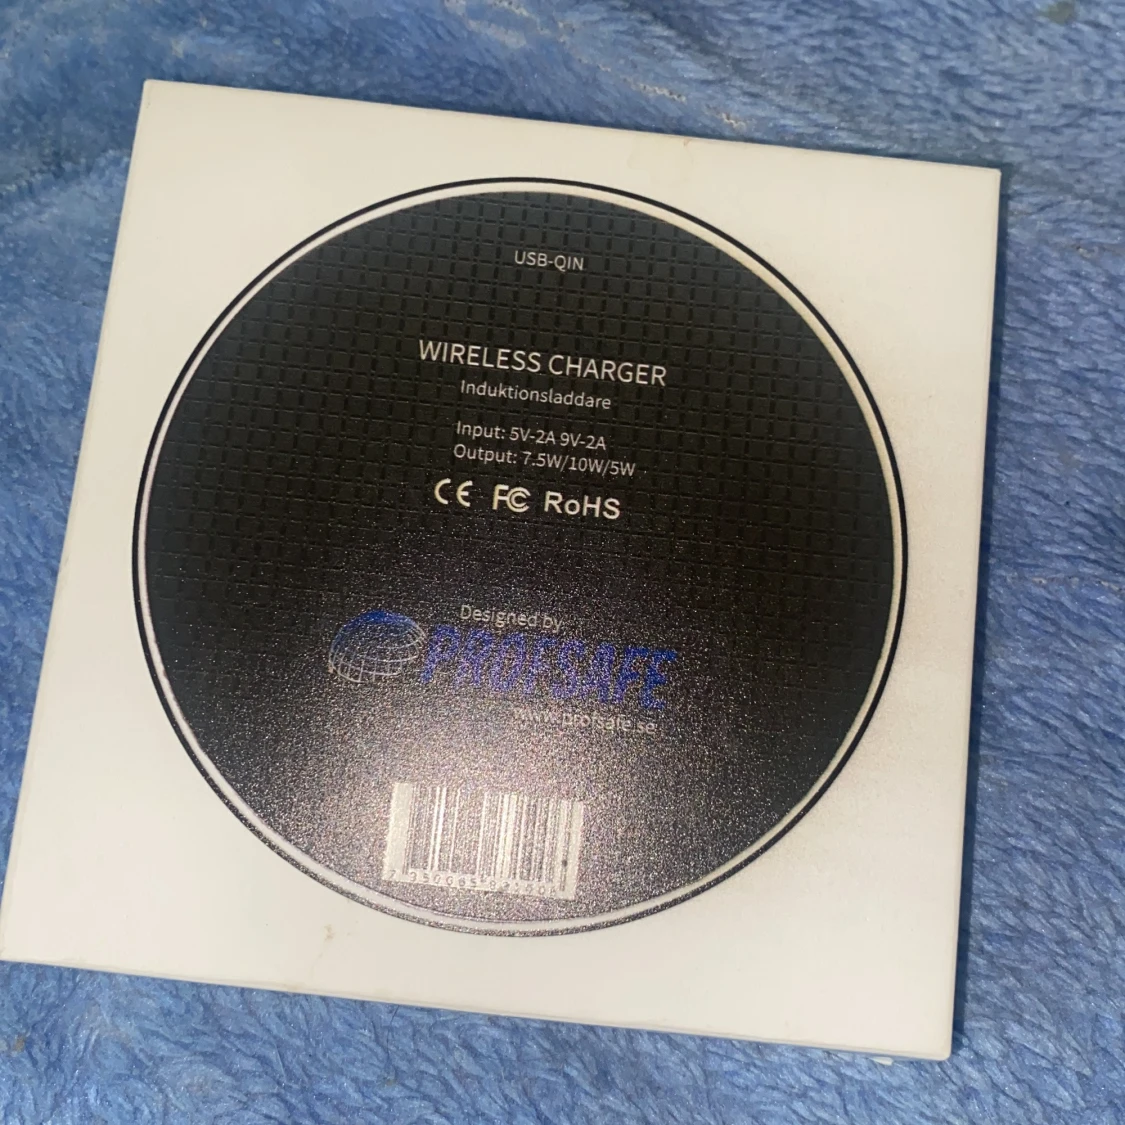 USB-QIN
WIRELESS CHARGER
Induktionsladdare
Input: 5V-2A 9V-2A
Output: 7.5W/10W/5W
CE FC RoHS
Designed by
PROFSAFE
www.profsafe.se